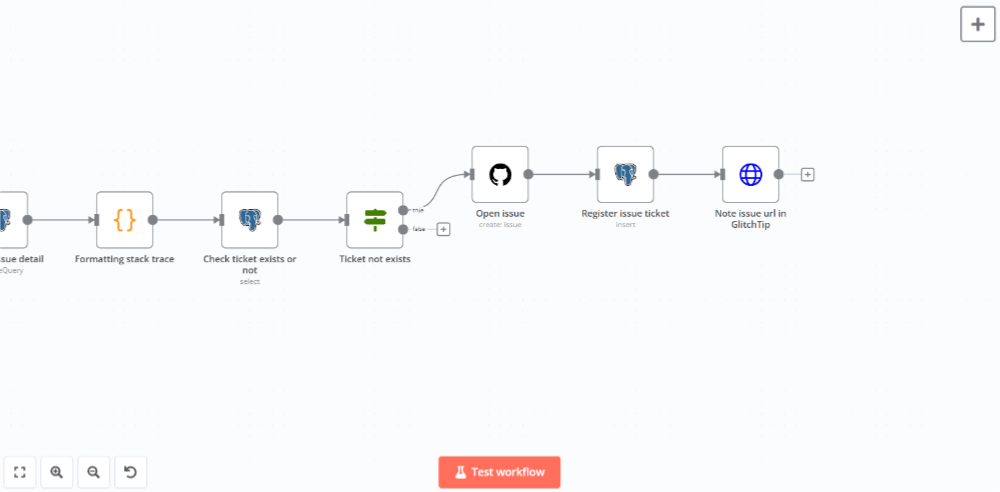 true
false
Open issue
create: issue
Register issue ticket
insert
Note issue url in
GlitchTip
sue detail
eQuery
Formatting stack trace
Check ticket exists or
not
select
Ticket not exists
Test workflow